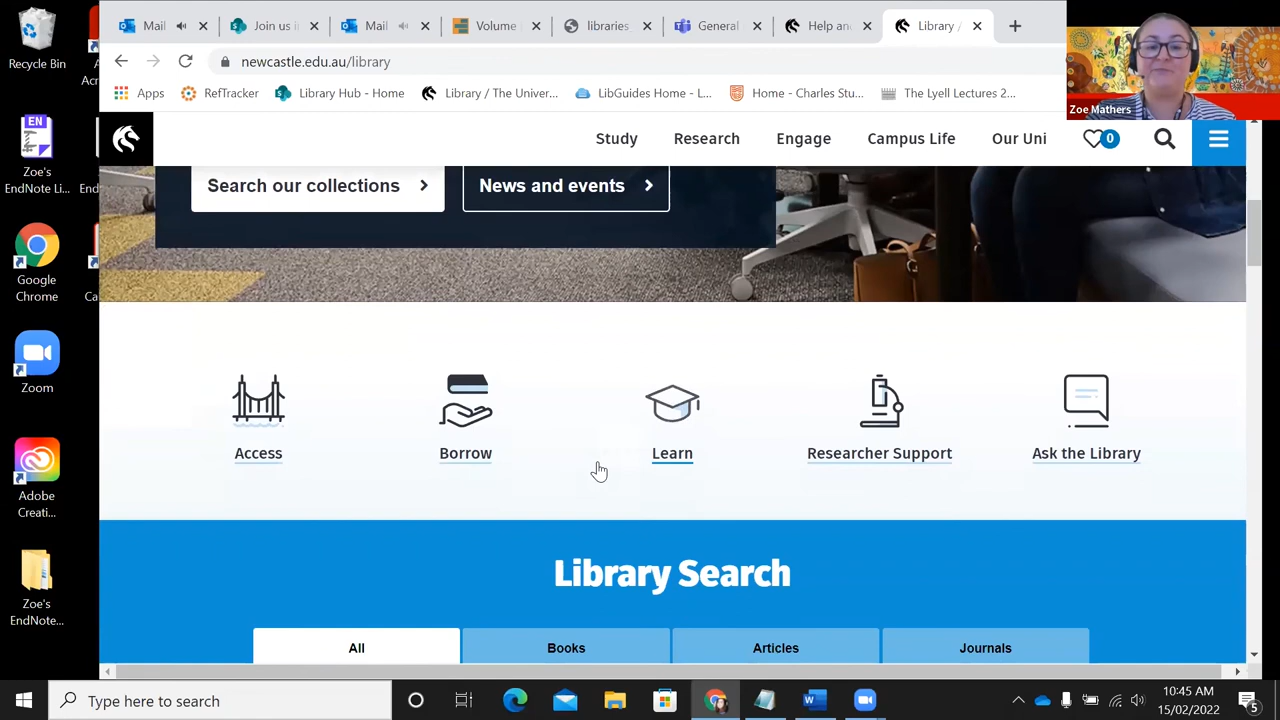 Recycle Bin
EN
Zoe's
EndNote Li...
Google
Chrome
Zoom
Adobe
Creati...
Zoe's
EndNote...
Mail
Join us i
Mail
Volume
libraries
General
Help and
Library /
newcastle.edu.au/library
Apps
RefTracker
Library Hub - Home
Library / The Univer...
LibGuides Home - L...
Home - Charles Stu...
The Lyell Lectures 2...
Zoe Mathers
Study
Research
Engage
Campus Life
Our Uni
0
Search our collections
News and events
Access
Borrow
Learn
Researcher Support
Ask the Library
Library Search
All
Books
Articles
Journals
Type here to search
10:45 AM
15/02/2022
5